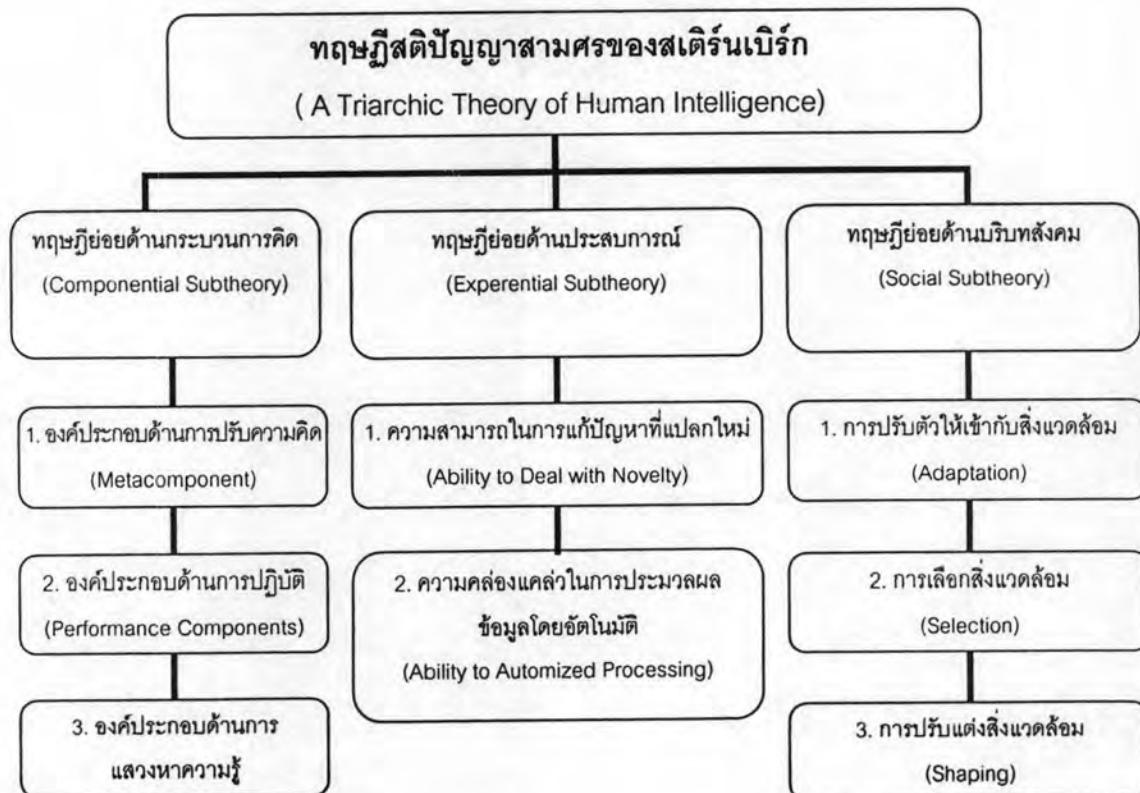 ทฤษฎีสติปัญญาสามศรของสเติร์นเบิร์ก
( A Triarchic Theory of Human Intelligence)
ทฤษฎีย่อยด้านกระบวนการคิด
(Componential Subtheory)
ทฤษฎีย่อยด้านประสบการณ์
(Experential Subtheory)
ทฤษฎีย่อยด้านบริบทสังคม
(Social Subtheory)
1. องค์ประกอบด้านการปรับความคิด
(Metacomponent)
1. ความสามารถในการแก้ปัญหาที่แปลกใหม่
(Ability to Deal with Novelty)
1. การปรับตัวให้เข้ากับสิ่งแวดล้อม
(Adaptation)
2. องค์ประกอบด้านการปฏิบัติ
(Performance Components)
2. ความคล่องแคล่วในการประมวลผล
ข้อมูลโดยอัตโนมัติ
(Ability to Automized Processing)
2. การเลือกสิ่งแวดล้อม
(Selection)
3. องค์ประกอบด้านการ
แสวงหาความรู้
3. การปรับแต่งสิ่งแวดล้อม
(Shaping)